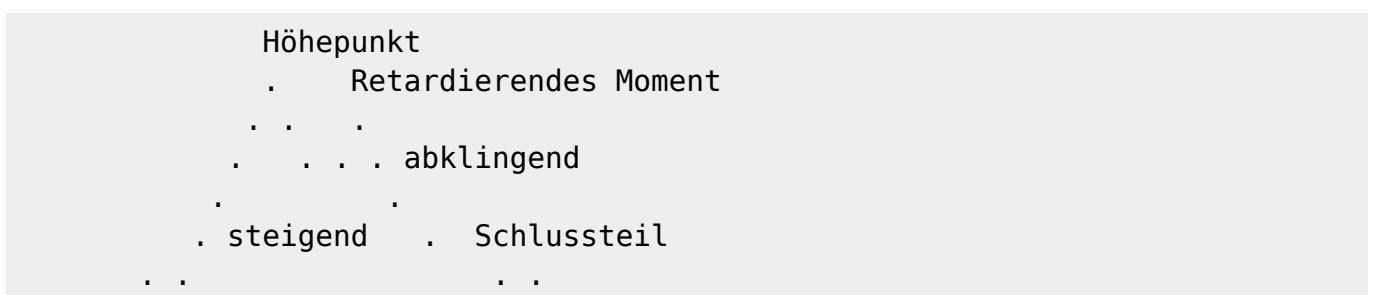 Höhepunkt
. Retardierendes Moment
. . .
. . . . abklingend
. .
. steigend . Schlussteil
. . . .